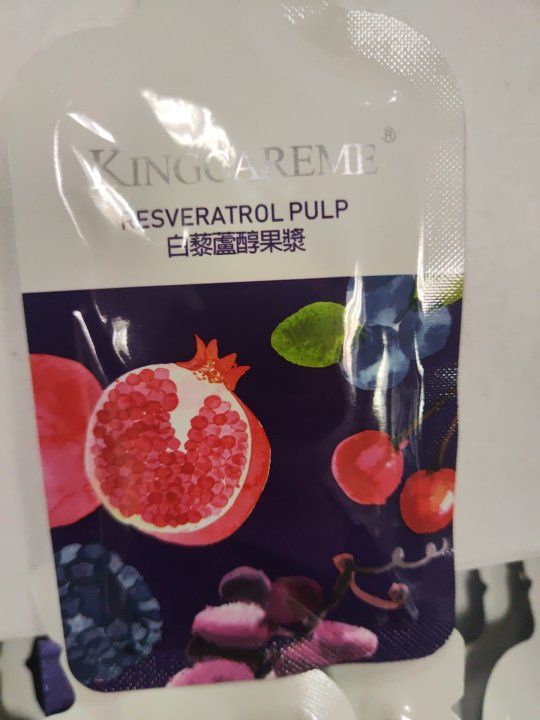 KINGCAREME®
RESVERATROL PULP
白藜蘆醇果漿